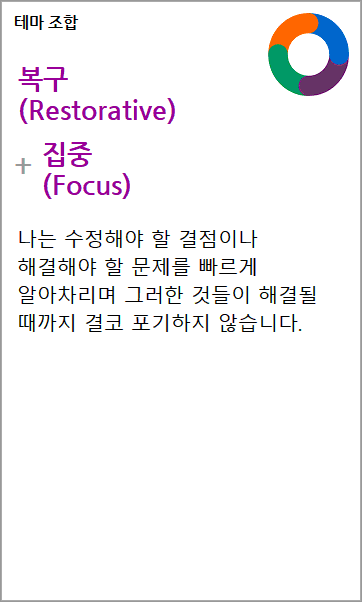 테마 조합
복구
(Restorative)
+ 집중
(Focus)
나는 수정해야 할 결점이나
해결해야 할 문제를 빠르게
알아차리며 그러한 것들이 해결될
때까지 결코 포기하지 않습니다.